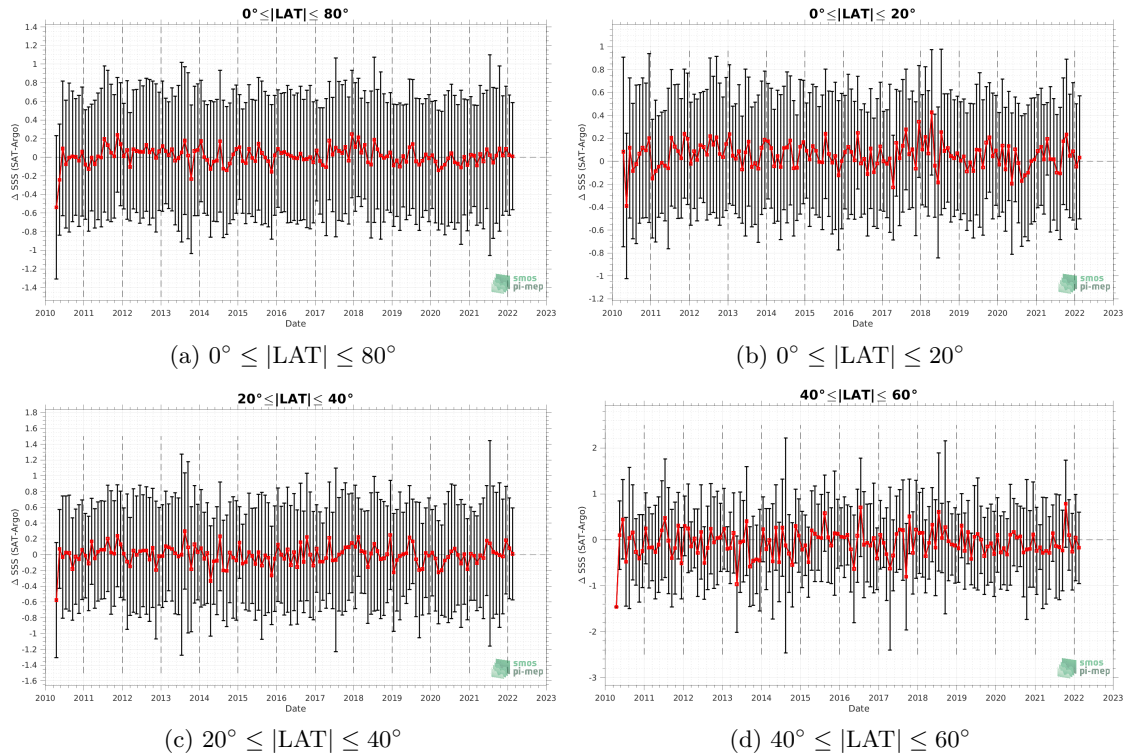 0°≤|LAT|≤ 80°
Δ SSS (SAT-Argo)
1.4
1.2
1
0.8
0.6
0.4
0.2
0
-0.2
-0.4
-0.6
-0.8
-1
-1.2
-1.4
smos
pi-mep
2010 2011 2012 2013 2014 2015 2016 2017 2018 2019 2020 2021 2022 2023
Date
(a) 0° ≤ |LAT| ≤ 80°
0°≤|LAT|≤ 20°
Δ SSS (SAT-Argo)
1
0.8
0.6
0.4
0.2
0
-0.2
-0.4
-0.6
-0.8
-1
-1.2
smos
pi-mep
2010 2011 2012 2013 2014 2015 2016 2017 2018 2019 2020 2021 2022 2023
Date
(b) 0° ≤ |LAT| ≤ 20°
20°≤|LAT|≤ 40°
Δ SSS (SAT-Argo)
1.8
1.6
1.4
1.2
1
0.8
0.6
0.4
0.2
0
-0.2
-0.4
-0.6
-0.8
-1
-1.2
-1.4
-1.6
smos
pi-mep
2010 2011 2012 2013 2014 2015 2016 2017 2018 2019 2020 2021 2022 2023
Date
(c) 20° ≤ |LAT| ≤ 40°
40°≤|LAT|≤ 60°
Δ SSS (SAT-Argo)
2
1
0
-1
-2
-3
smos
pi-mep
2010 2011 2012 2013 2014 2015 2016 2017 2018 2019 2020 2021 2022 2023
Date
(d) 40° ≤ |LAT| ≤ 60°